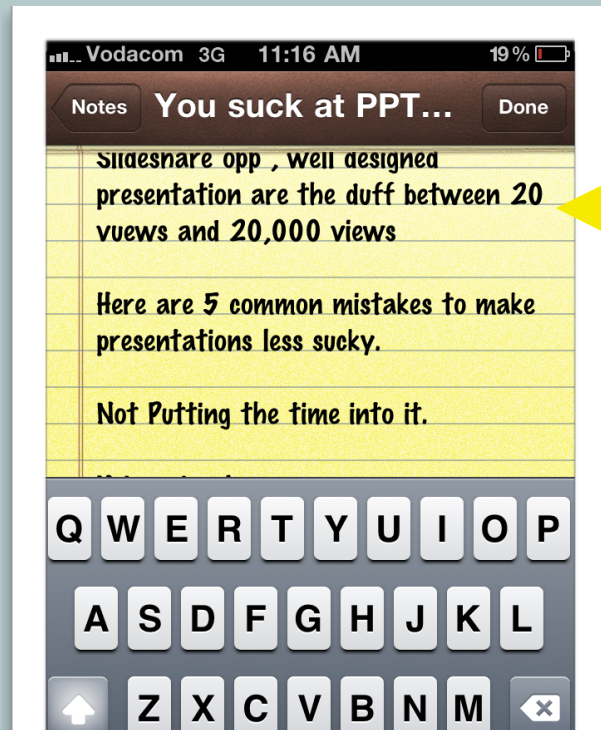 Vodacom 3G 11:16 AM 19%
Notes You suck at PPT... Done
Slideshare opp , well designed
presentation are the duff between 20
vuews and 20,000 views
Here are 5 common mistakes to make
presentations less sucky.
Not Putting the time into it.
Q W E R T Y U I O P
A S D F G H J K L
Z X C V B N M